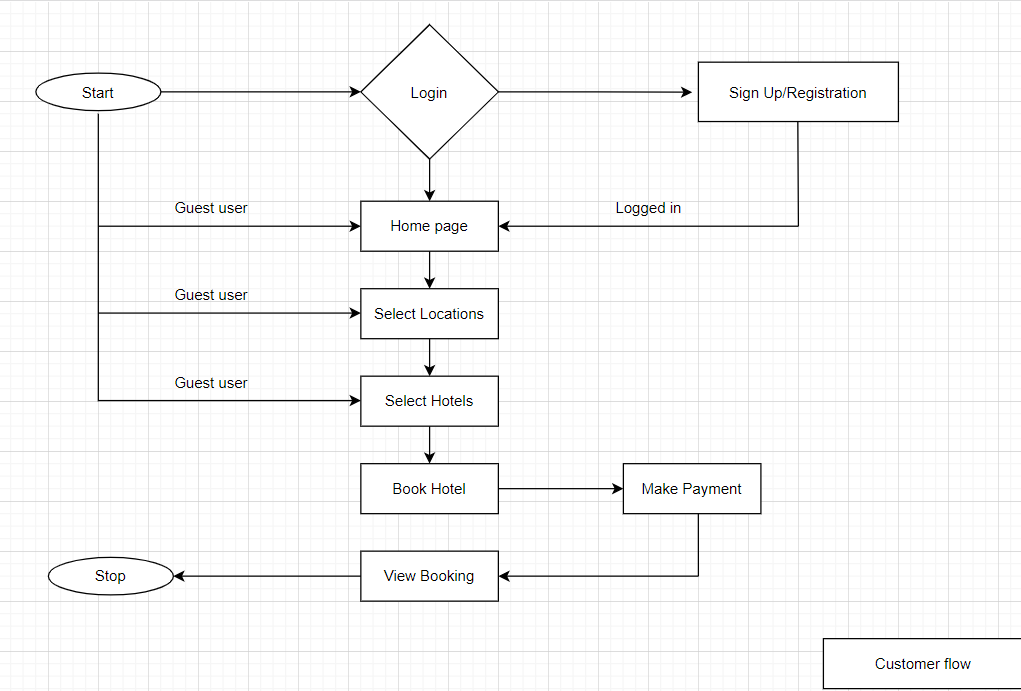 Start
Login
Sign Up/Registration
Guest user
Logged in
Home page
Guest user
Select Locations
Guest user
Select Hotels
Book Hotel
Make Payment
Stop
View Booking
Customer flow